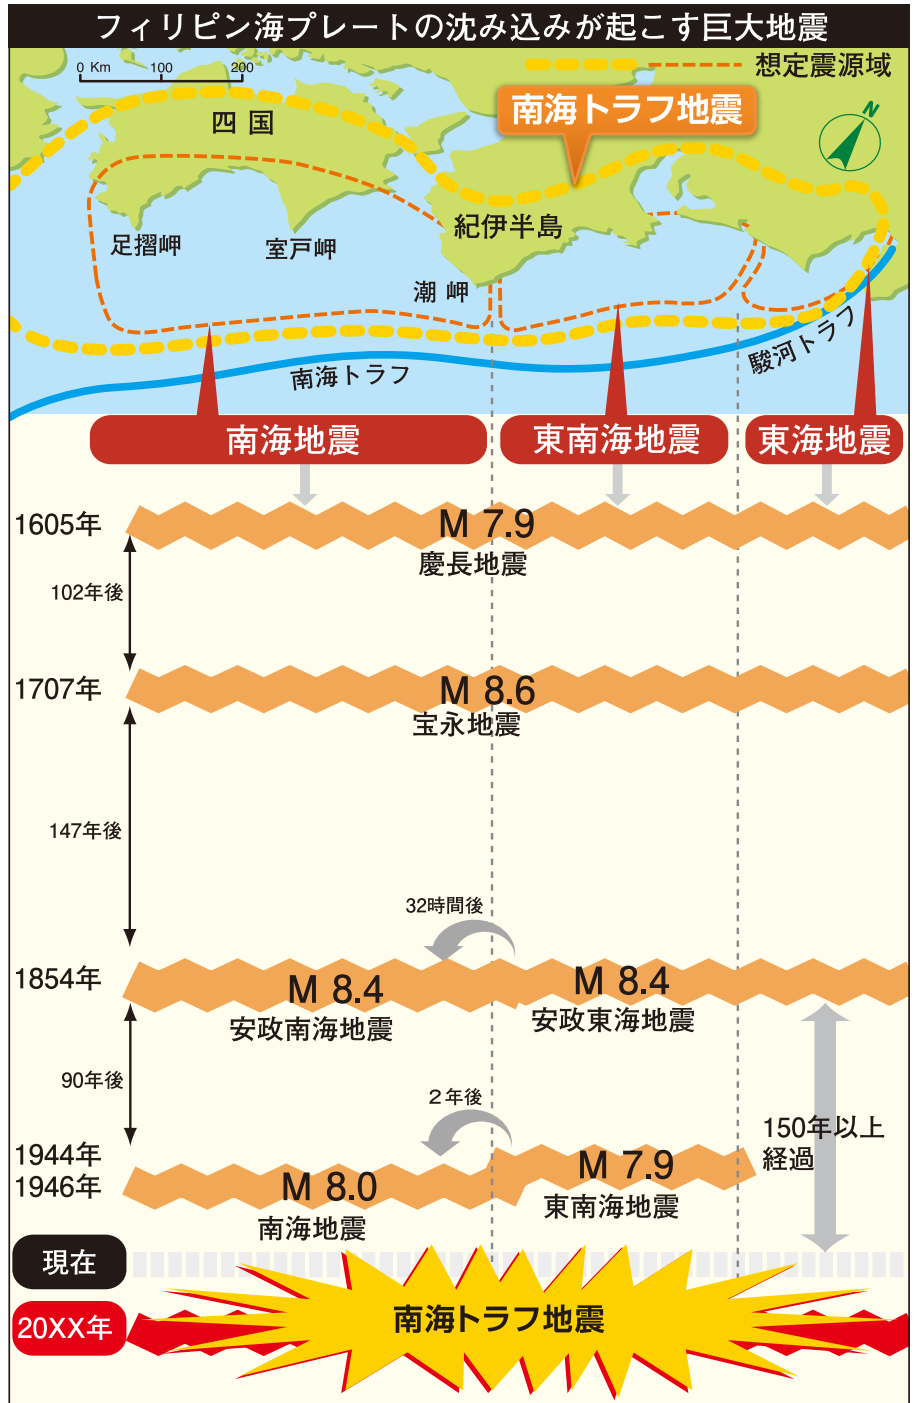 フィリピン海プレートの沈み込みが起こす巨大地震
0 Km 100 200
想定震源域
南海トラフ地震
N
四国
紀伊半島
足摺岬
室戸岬
潮岬
駿河トラフ
南海トラフ
南海地震
東南海地震
東海地震
1605年
M 7.9
慶長地震
102年後
1707年
M 8.6
宝永地震
147年後
32時間後
1854年
M 8.4
M 8.4
安政南海地震
安政東海地震
90年後
2年後
150年以上
経過
1944年
1946年
M 8.0
M 7.9
南海地震
東南海地震
現在
20XX年
南海トラフ地震